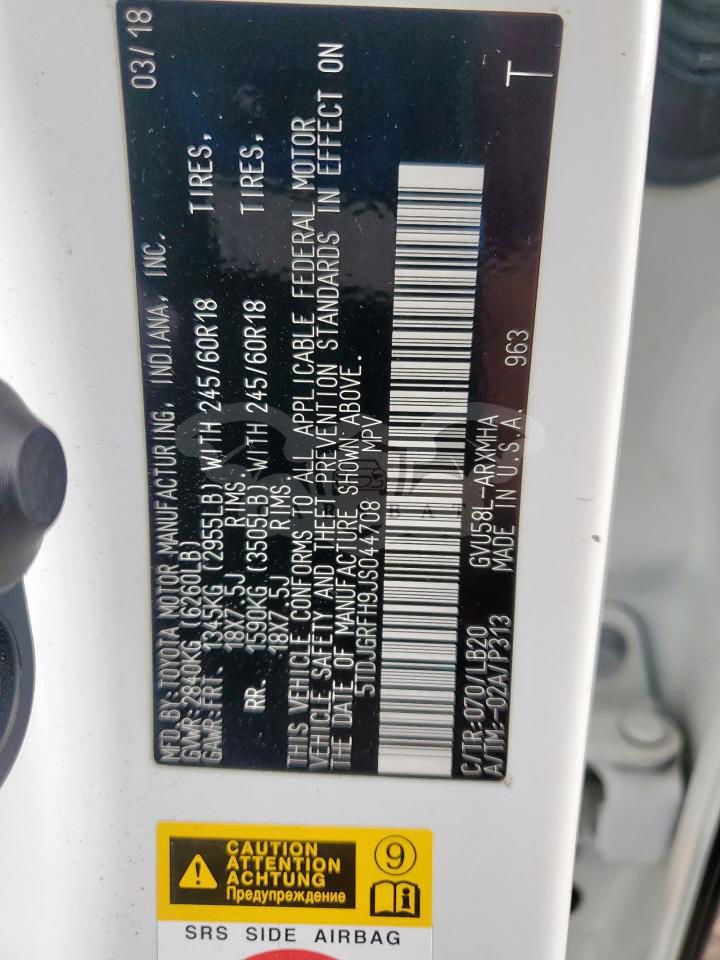 MFD. BY: TOYOTA MOTOR MANUFACTURING, INDIANA, INC. 03/18
GVWR: 2840KG (6260LB)
GAWR: FRT. 1345KG (2955LB) WITH 245/60R18 TIRES,
18X7.5J RIMS.
RR. 1590KG (3505LB) WITH 245/60R18 TIRES,
18X7.5J RIMS.
THIS VEHICLE CONFORMS TO ALL APPLICABLE FEDERAL MOTOR
VEHICLE SAFETY AND THEFT PREVENTION STANDARDS IN EFFECT ON
THE DATE OF MANUFACTURE SHOWN ABOVE.
5TDJGRFH9JS044708 MPV
C/TR: 070/LB20 GVU58L-ARXMHA 963 T
A/TM:-02A/P313 MADE IN U.S.A.
CAUTION
ATTENTION
ACHTUNG
Предупреждение
9
SRS SIDE AIRBAG